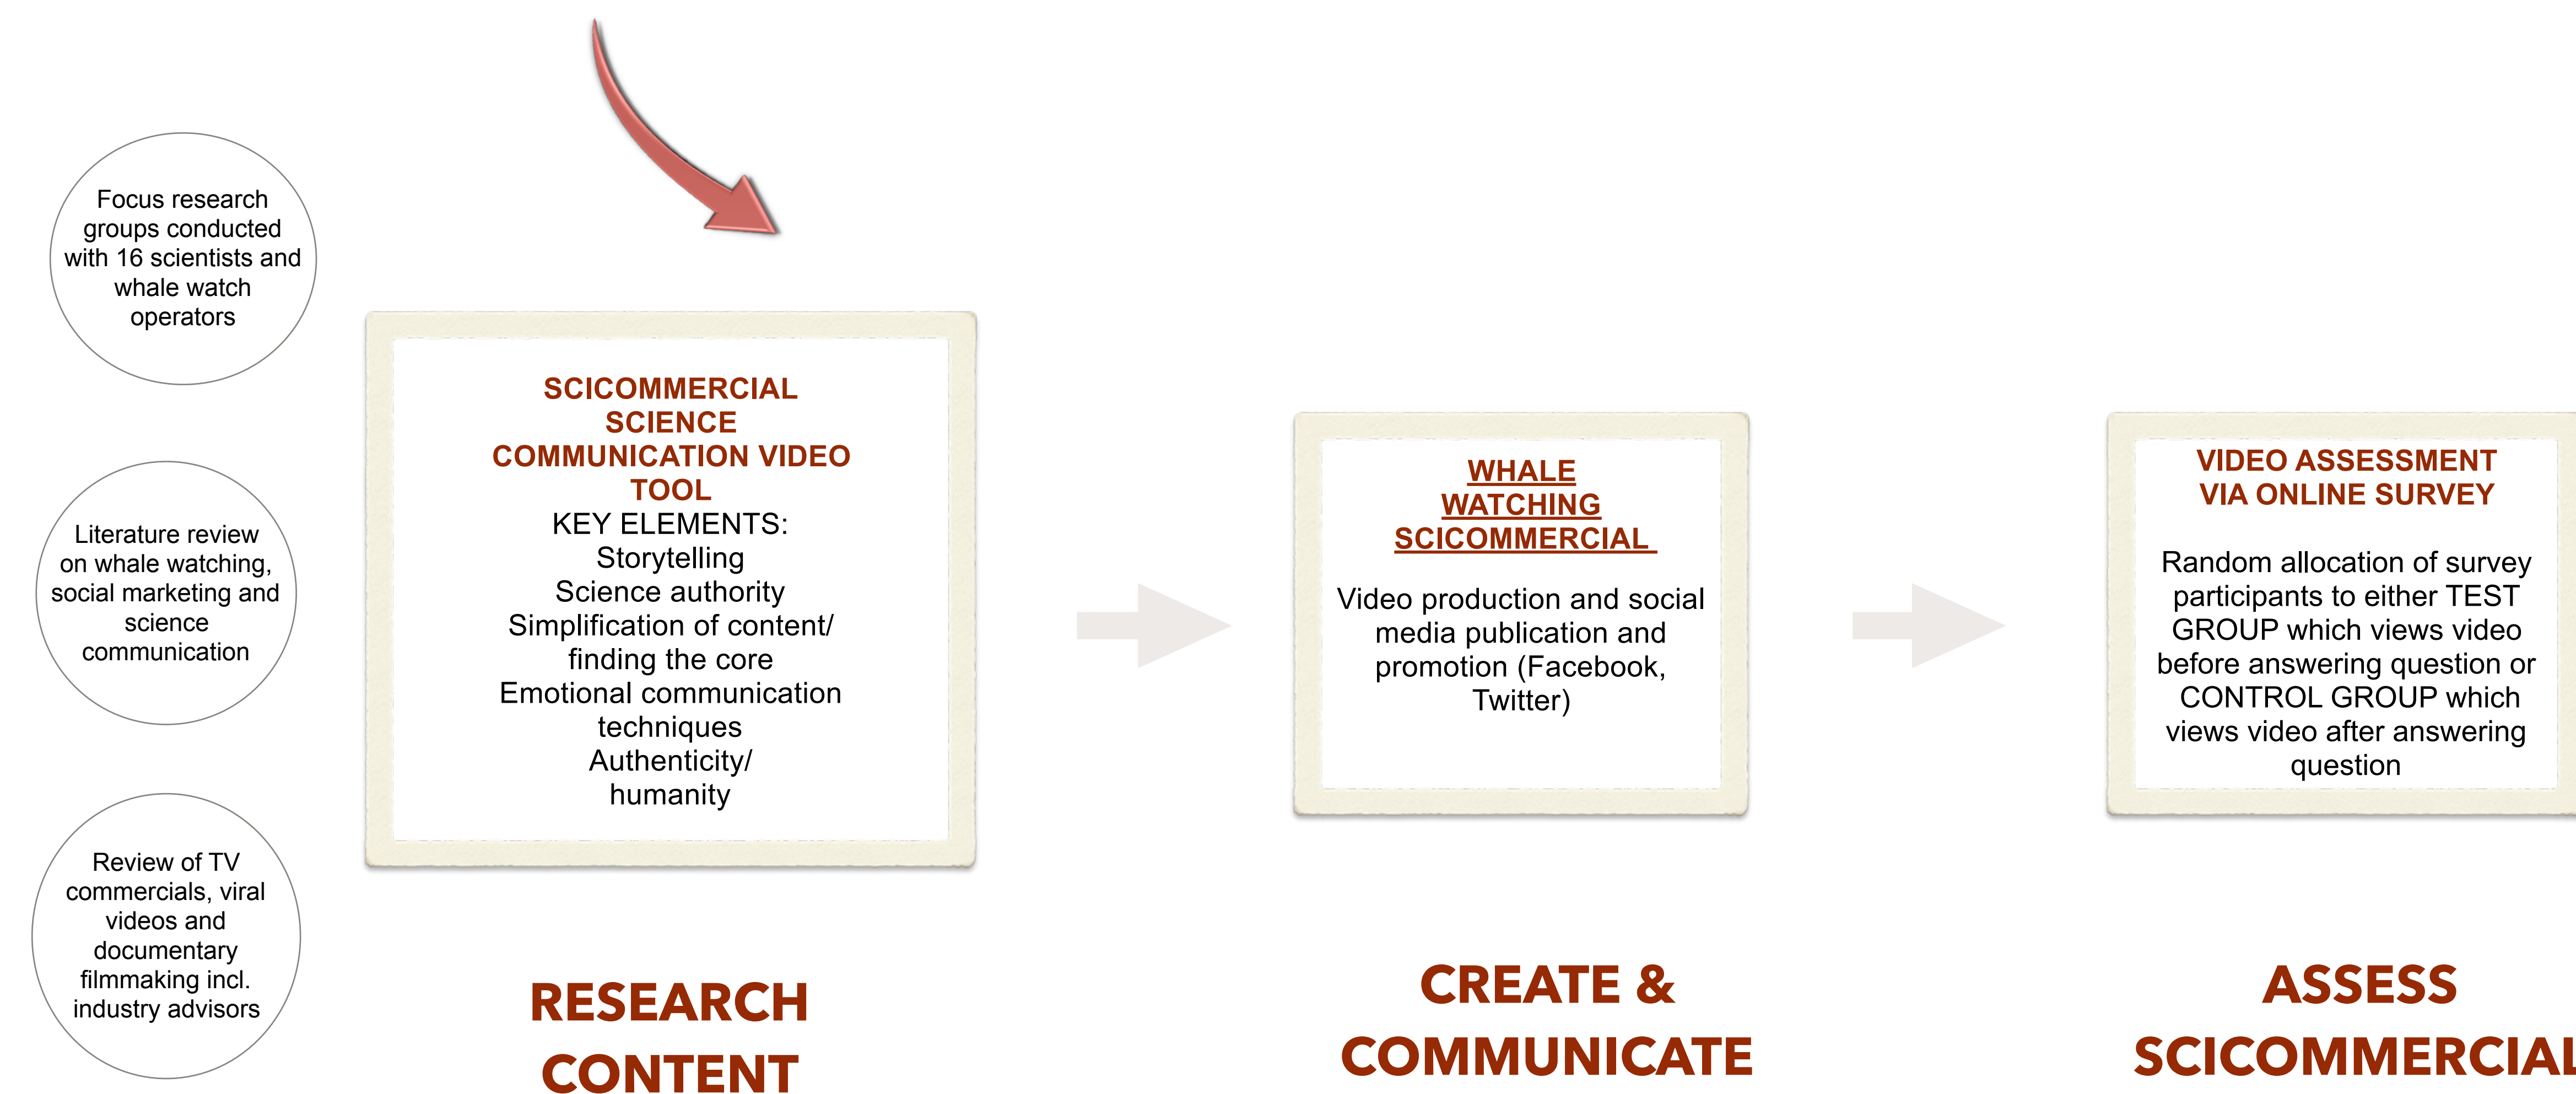 Focus research
groups conducted
with 16 scientists and
whale watch
operators
Literature review
on whale watching,
social marketing and
science
communication
Review of TV
commercials, viral
videos and
documentary
filmmaking incl.
industry advisors
SCICOMMERCIAL
SCIENCE
COMMUNICATION VIDEO
TOOL
KEY ELEMENTS:
Storytelling
Science authority
Simplification of content/
finding the core
Emotional communication
techniques
Authenticity/
humanity
RESEARCH
CONTENT
WHALE
WATCHING
SCICOMMERCIAL
Video production and social
media publication and
promotion (Facebook,
Twitter)
CREATE &
COMMUNICATE
VIDEO ASSESSMENT
VIA ONLINE SURVEY
Random allocation of survey
participants to either TEST
GROUP which views video
before answering question or
CONTROL GROUP which
views video after answering
question
ASSESS
SCICOMMERCIAL